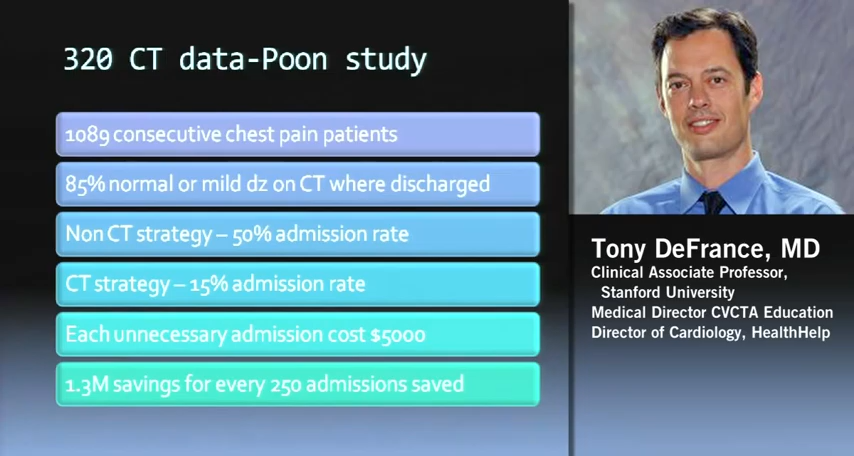 320 CT data-Poon study
1089 consecutive chest pain patients
85% normal or mild dz on CT where discharged
Non CT strategy – 50% admission rate
CT strategy – 15% admission rate
Each unnecessary admission cost $5000
1.3M savings for every 250 admissions saved
Tony DeFrance, MD
Clinical Associate Professor,
Stanford University
Medical Director CVCTA Education
Director of Cardiology, HealthHelp